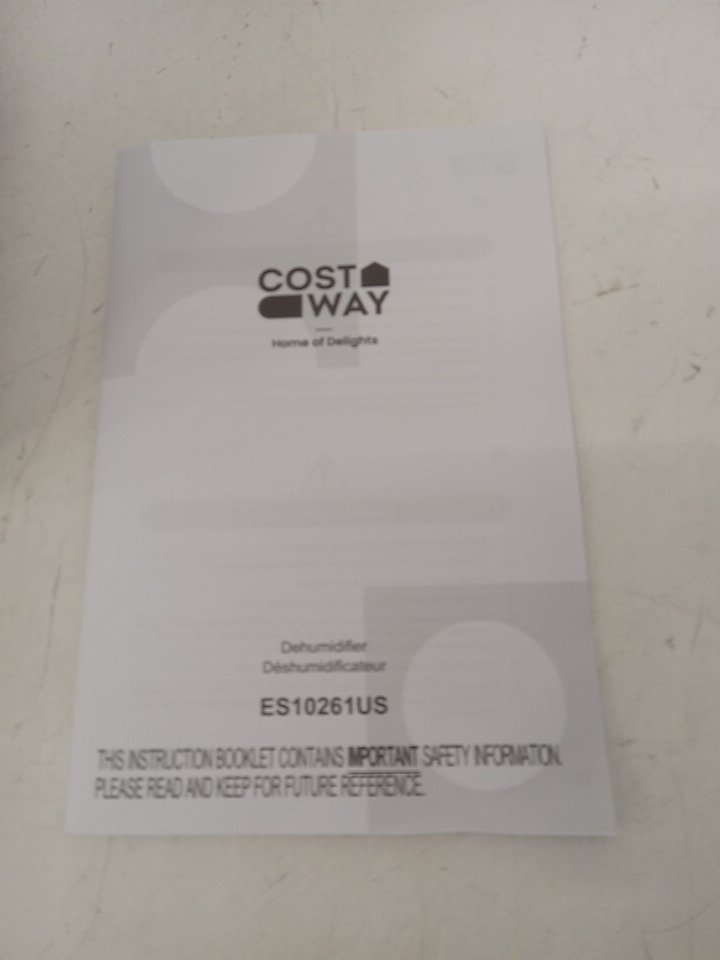 COST
WAY
Home of Delights
Dehumidifier
Déshumidificateur
ES10261US
THIS INSTRUCTION BOOKLET CONTAINS IMPORTANT SAFETY INFORMATION.
PLEASE READ AND KEEP FOR FUTURE REFERENCE.